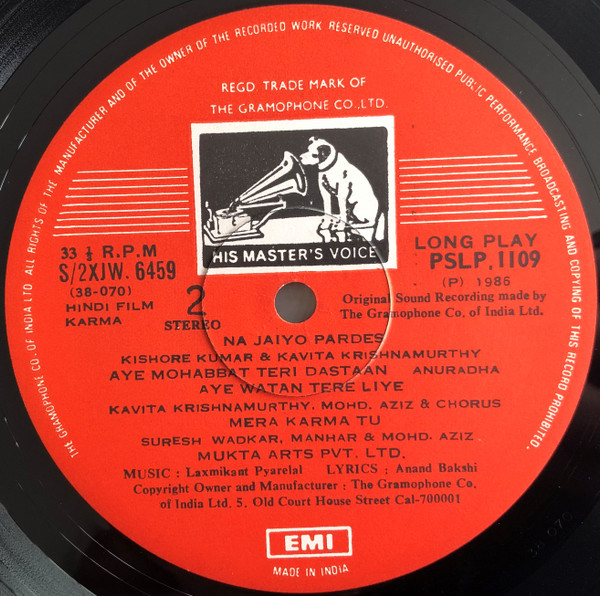 THE GRAMOPHONE CO. OF INDIA LTD. ALL RIGHTS OF THE MANUFACTURER AND OF THE OWNER OF THE RECORDED WORK RESERVED UNAUTHORISED PUBLIC PERFORMANCE BROADCASTING AND COPYING OF THIS RECORD PROHIBITED.
REGD TRADE MARK OF
THE GRAMOPHONE CO., LTD.
HIS MASTER'S VOICE
33 ⅓ R.P.M
S/2XJW. 6459
(38-070)
HINDI FILM
KARMA
2
STEREO
LONG PLAY
PSLP, 1109
(P) 1986
Original Sound Recording made by
The Gramophone Co. of India Ltd.
NA JAIYO PARDES
KISHORE KUMAR & KAVITA KRISHNAMURTHY
AYE MOHABBAT TERI DASTAAN ANURADHA
AYE WATAN TERE LIYE
KAVITA KRISHNAMURTHY, MOHD. AZIZ & CHORUS
MERA KARMA TU
SURESH WADKAR, MANHAR & MOHD. AZIZ
MUKTA ARTS PVT. LTD.
MUSIC : Laxmikant Pyarelal LYRICS : Anand Bakshi
Copyright Owner and Manufacturer : The Gramophone Co.
of India Ltd. 5, Old Court House Street Cal-700001
EMI
MADE IN INDIA
38-070